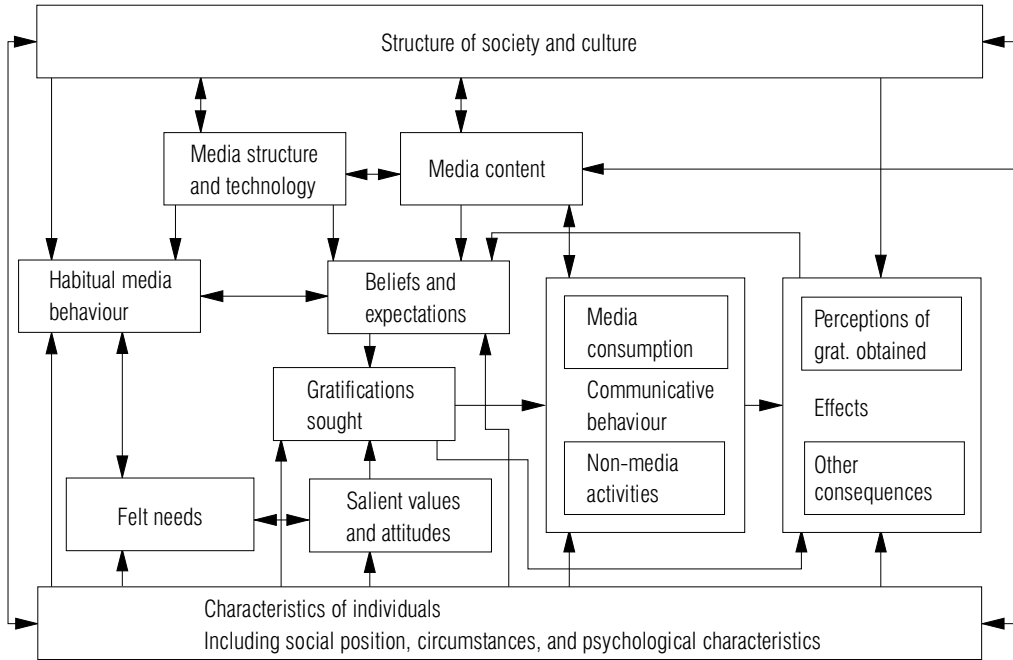 Structure of society and culture
Media structure
and technology
Media content
Habitual media
behaviour
Beliefs and
expectations
Media
consumption
Communicative
behaviour
Non-media
activities
Perceptions of
grat. obtained
Effects
Other
consequences
Gratifications
sought
Felt needs
Salient values
and attitudes
Characteristics of individuals
Including social position, circumstances, and psychological characteristics